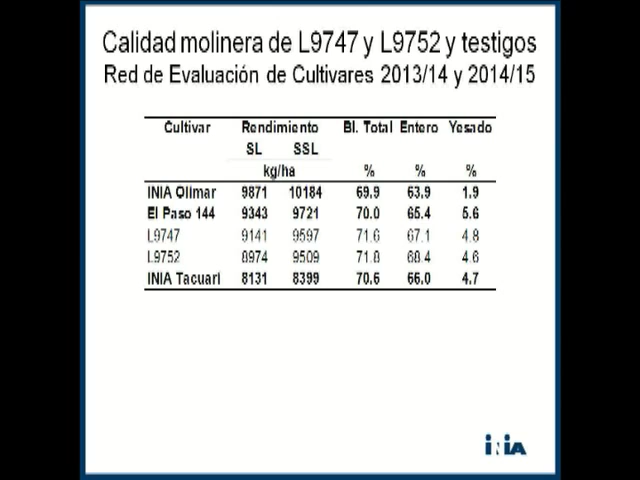 Calidad molinera de L9747 y L9752 y testigos
Red de Evaluación de Cultivares 2013/14 y 2014/15
Cultivar Rendimiento Bl. Total Entero Yesado
SL SSL
kg/ha % % %
INIA Olimar 9871 10184 69.9 63.9 1.9
El Paso 144 9343 9721 70.0 65.4 5.6
L9747 9141 9597 71.6 67.1 4.8
L9752 8974 9509 71.8 68.4 4.6
INIA Tacuarí 8131 8399 70.6 66.0 4.7
INIA